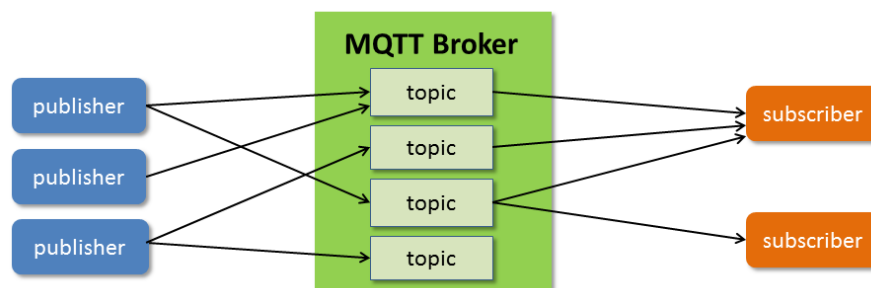 MQTT Broker
publisher
publisher
publisher
topic
topic
topic
topic
subscriber
subscriber